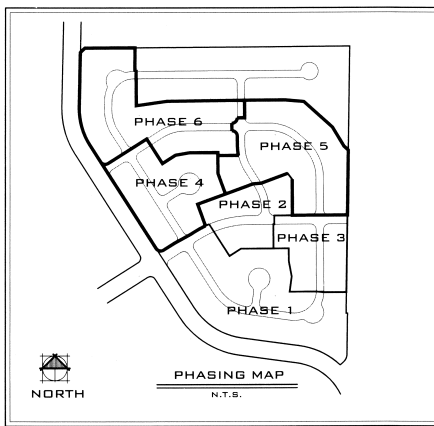 PHASE 6
PHASE 5
PHASE 4
PHASE 2
PHASE 3
PHASE 1
PHASING MAP
N.T.S.
NORTH